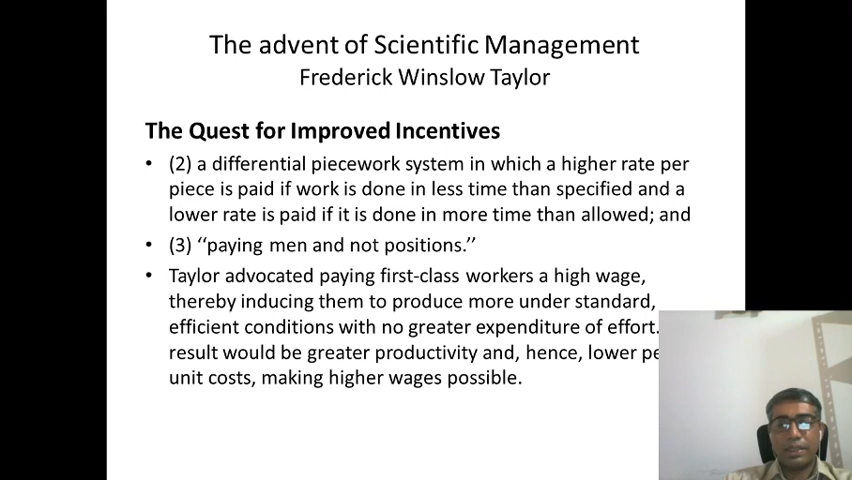 The advent of Scientific Management
Frederick Winslow Taylor
The Quest for Improved Incentives
• (2) a differential piecework system in which a higher rate per
piece is paid if work is done in less time than specified and a
lower rate is paid if it is done in more time than allowed; and
• (3) ‘‘paying men and not positions.’’
• Taylor advocated paying first-class workers a high wage,
thereby inducing them to produce more under standard,
efficient conditions with no greater expenditure of effort.
result would be greater productivity and, hence, lower
unit costs, making higher wages possible.